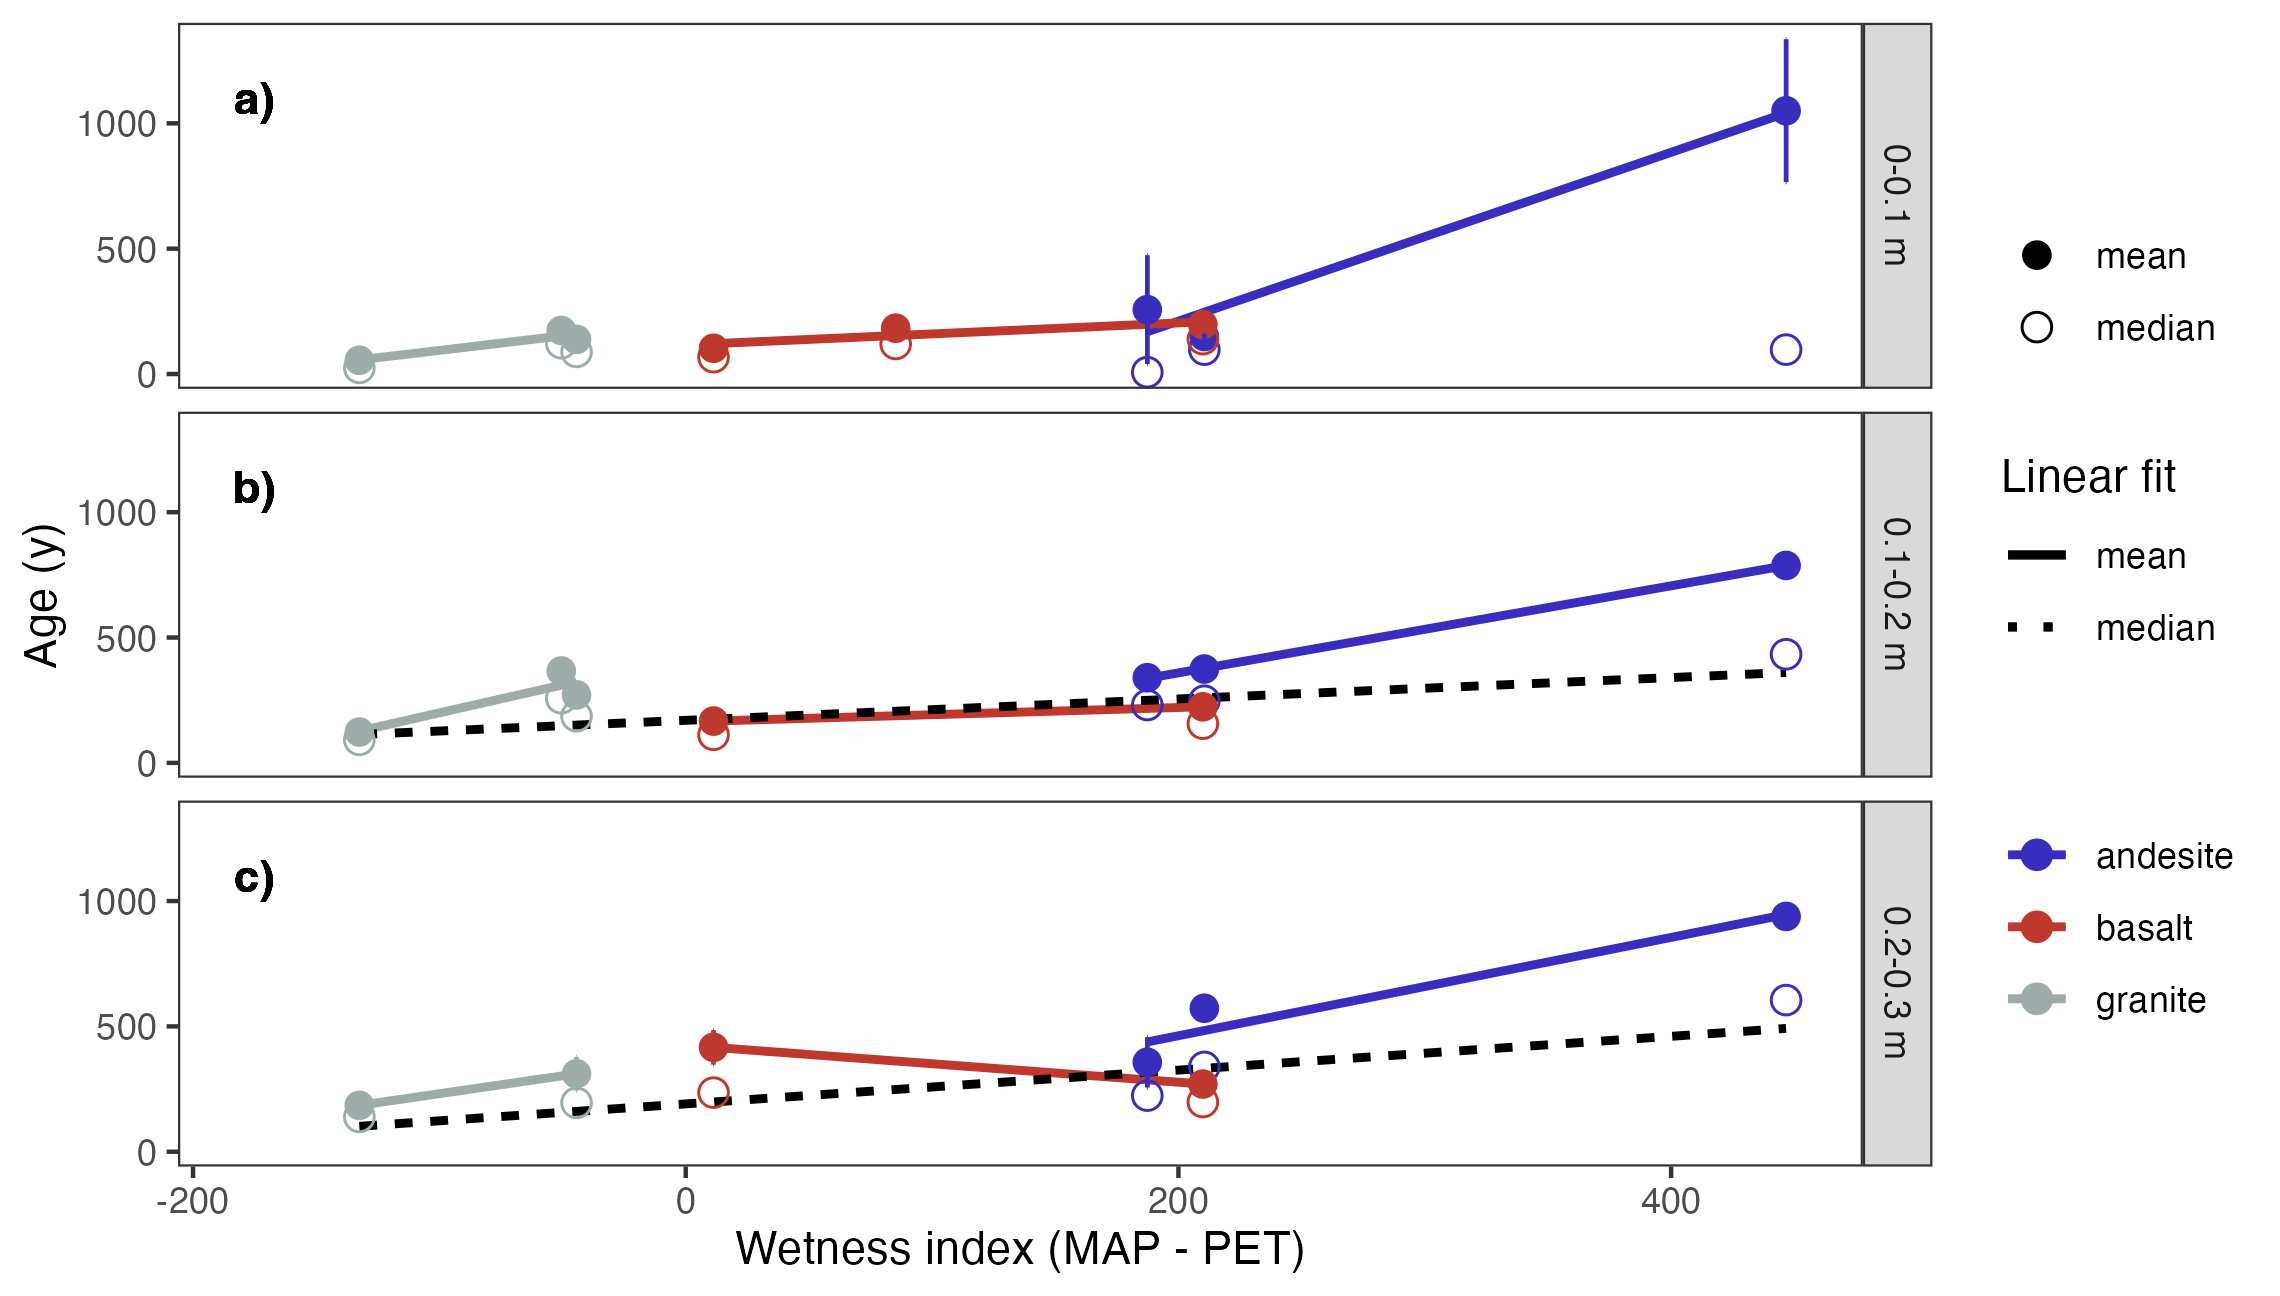 a)
1000
500
0
0-0.1 m
b)
1000
500
0
0.1-0.2 m
c)
1000
500
0
0.2-0.3 m
-200
0
200
400
Age (y)
Wetness index (MAP - PET)
mean
median
Linear fit
mean
median
andesite
basalt
granite